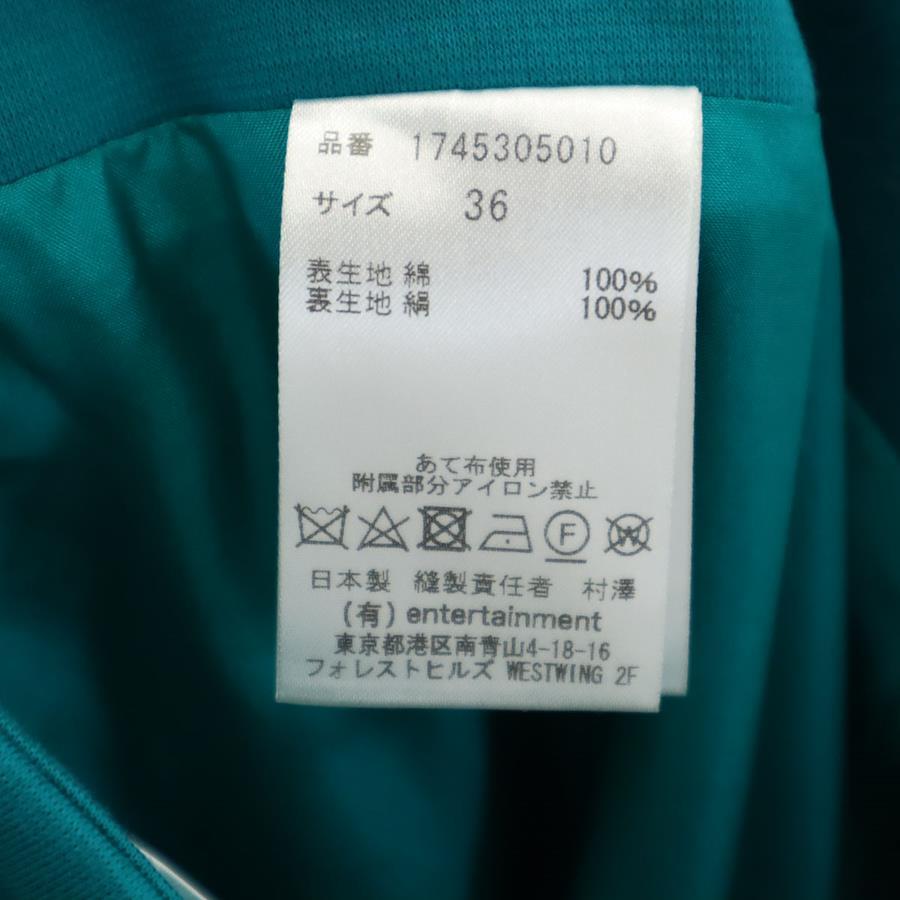 品番 1745305010
サイズ 36
表生地 綿 100%
裏生地 絹 100%
あて布使用
附属部分アイロン禁止
F W
日本製 縫製責任者 村澤
(有) entertainment
東京都港区南青山4-18-16
フォレストヒルズ WESTWING 2F